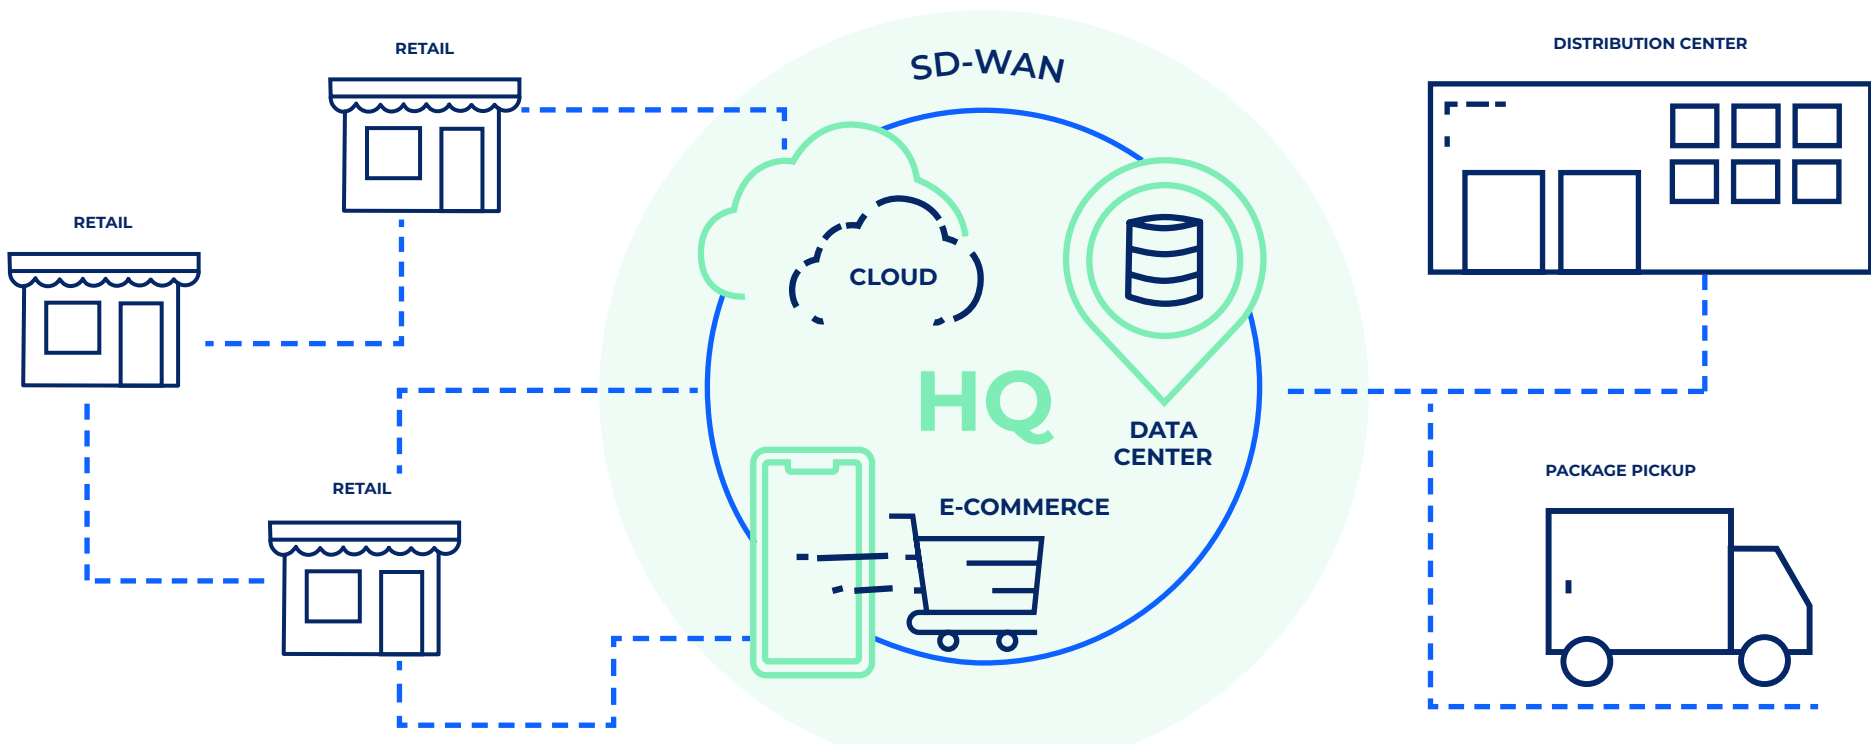 RETAIL
SD-WAN
DISTRIBUTION CENTER
RETAIL
CLOUD
HQ
DATA
CENTER
RETAIL
E-COMMERCE
PACKAGE PICKUP